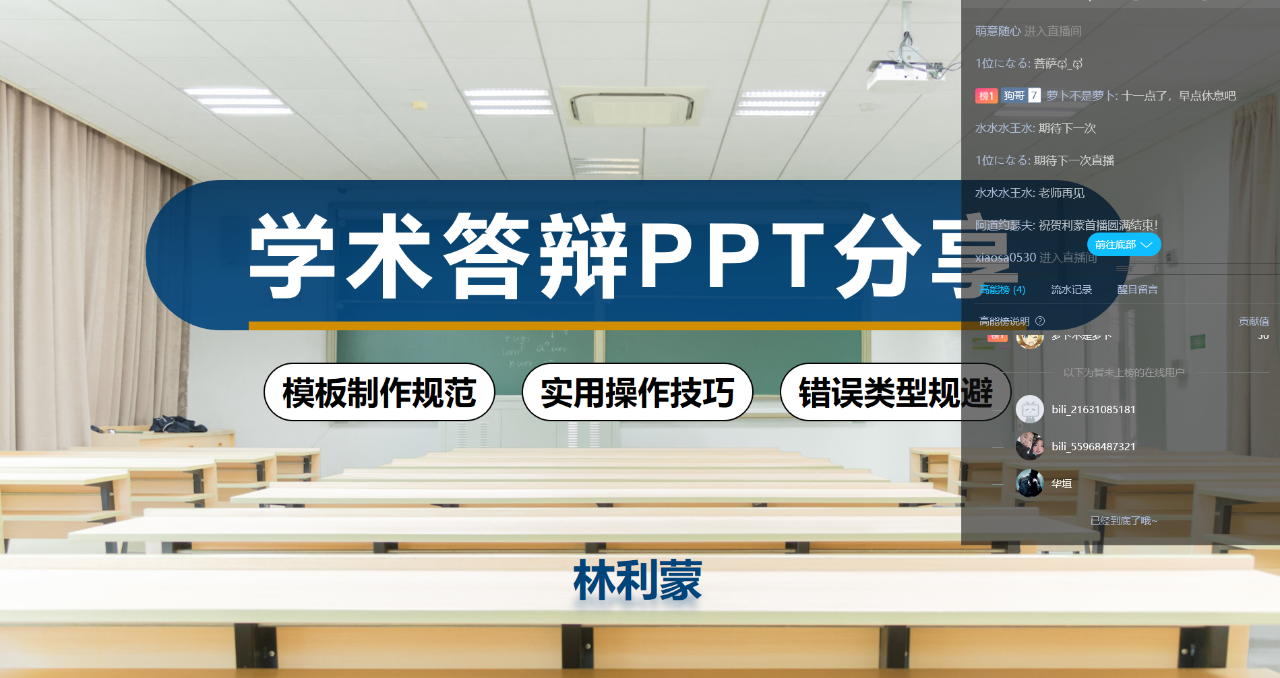 萌意随心 进入直播间
1位になる: 菩萨
榜1 狗哥 7 萝卜不是萝卜: 十一点了，早点休息吧
水水水王水: 期待下一次
1位になる: 期待下一次直播
水水水王水: 老师再见
阿道约瑟夫: 祝贺利蒙首播圆满结束!
前往底部
xiaosa0530 进入直播间
高能榜 (4) 流水记录 醒目留言
高能榜说明 贡献值
榜1 萝卜不是萝卜 30
以下为暂未上榜的在线用户
bili_21631085181
bili_55968487321
华垣
已经到底了哦~
学术答辩PPT分享
模板制作规范 实用操作技巧 错误类型规避
林利蒙